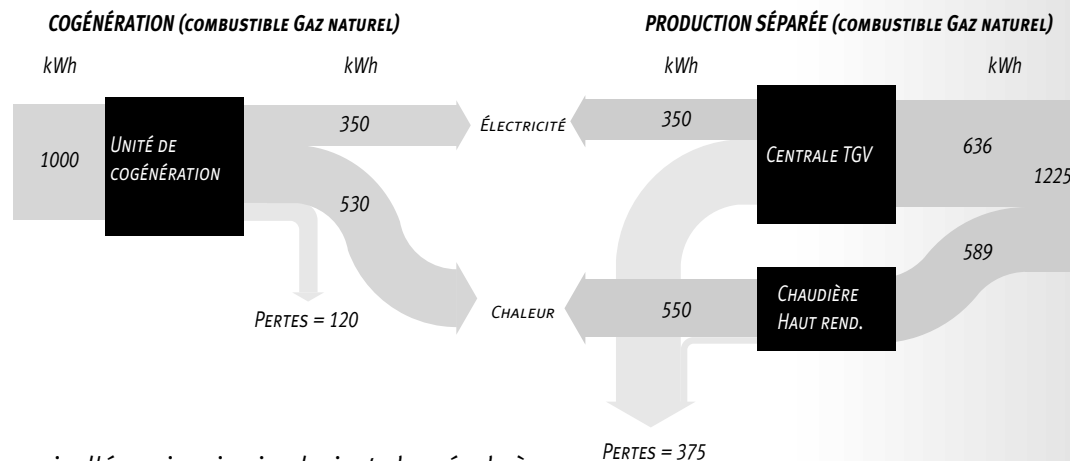 COGÉNÉRATION (COMBUSTIBLE GAZ NATUREL)
PRODUCTION SÉPARÉE (COMBUSTIBLE GAZ NATUREL)
kWh
kWh
kWh
kWh
1000
UNITÉ DE
COGÉNÉRATION
350
530
PERTES = 120
ÉLECTRICITÉ
CHALEUR
350
550
CENTRALE TGV
CHAUDIÈRE
HAUT REND.
636
1225
589
PERTES = 375